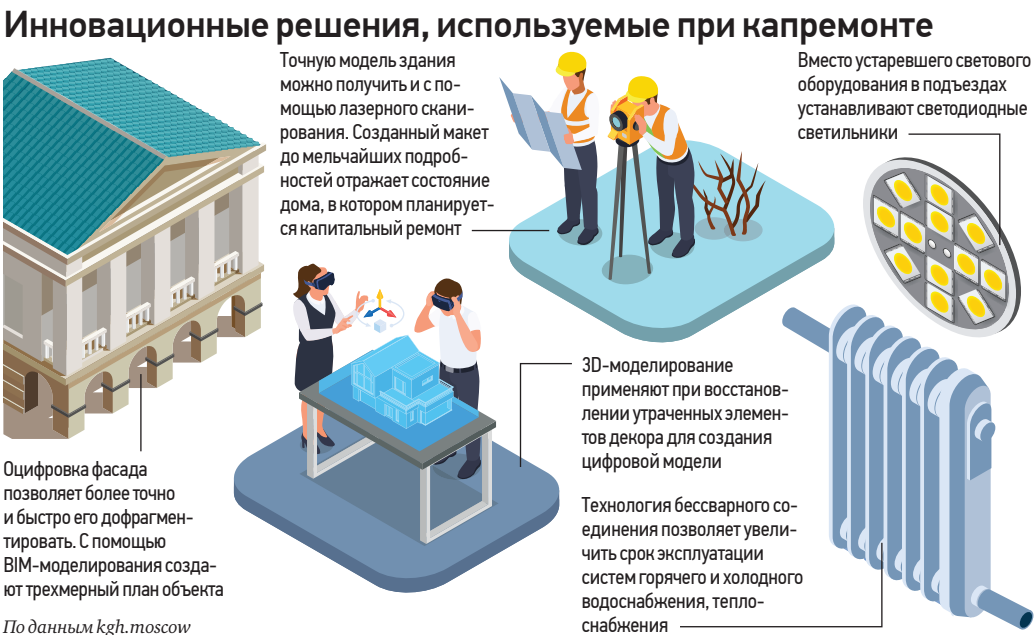 Инновационные решения, используемые при капремонте
Точную модель здания
можно получить и с по-
мощью лазерного скани-
рования. Созданный макет
до мельчайших подроб-
ностей отражает состояние
дома, в котором планирует-
ся капитальный ремонт
Вместо устаревшего светового
оборудования в подъездах
устанавливают светодиодные
светильники
3D-моделирование
применяют при восстанов-
лении утраченных элемен-
тов декора для создания
цифровой модели
Оцифровка фасада
позволяет более точно
и быстро его дофрагмен-
тировать. С помощью
BIM-моделирования созда-
ют трехмерный план объекта
Технология бессварного со-
единения позволяет увели-
чить срок эксплуатации
систем горячего и холодного
водоснабжения, тепло-
снабжения
По данным kgh.moscow